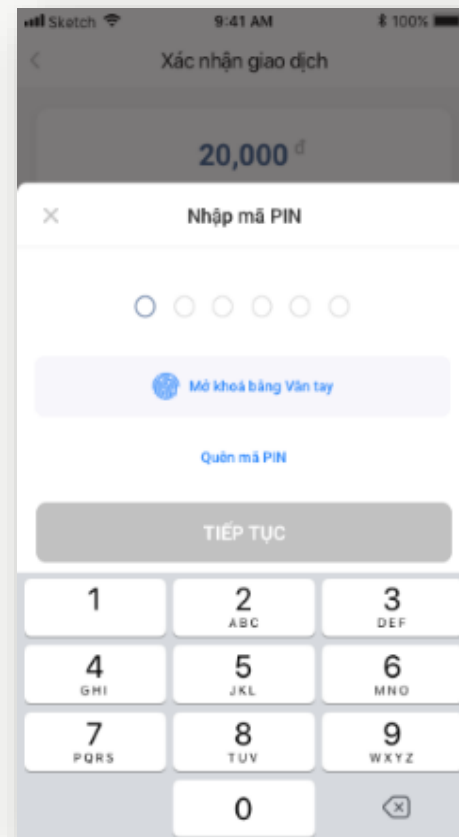 Sketch 9:41 AM 100%
Xác nhận giao dịch
20,000 đ
Nhập mã PIN
Mở khoá bằng Vân tay
Quên mã PIN
TIẾP TỤC
1 2 3
ABC DEF
4 5 6
GHI JKL MNO
7 8 9
PQRS TUV WXYZ
0